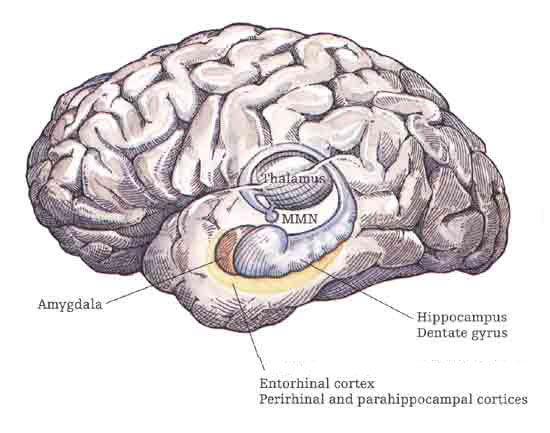 Thalamus
MMN
Amygdala
Hippocampus
Dentate gyrus
Entorhinal cortex
Perirhinal and parahippocampal cortices